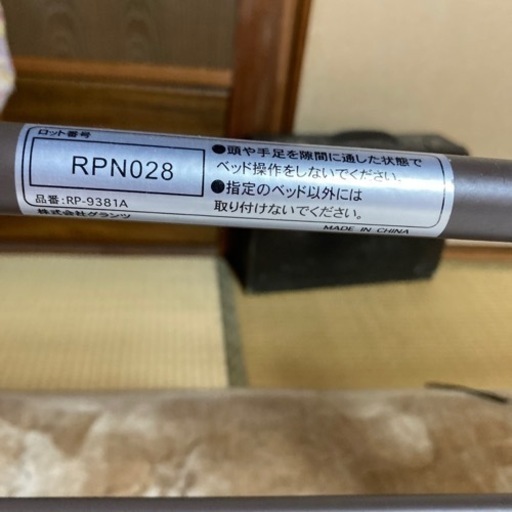 ロット番号
RPN028
品番:RP-9381A
株式会社グランツ
●頭や手足を隙間に通した状態で
ベッド操作をしないでください。
●指定のベッド以外には
取り付けないでください。
MADE IN CHINA